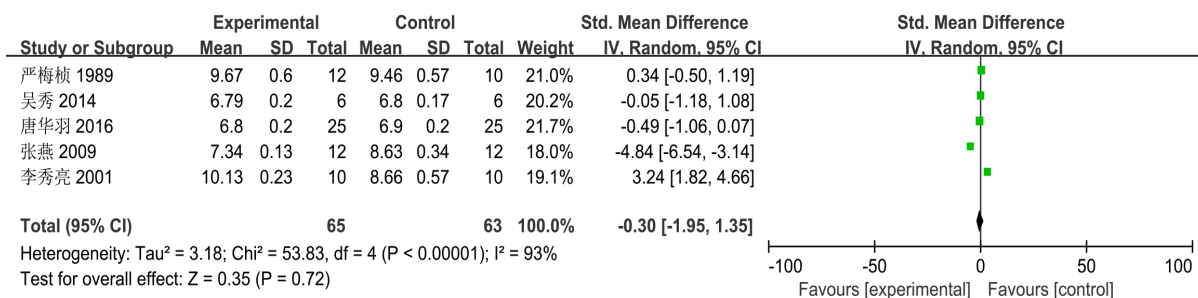 Experimental Control Std. Mean Difference Std. Mean Difference
Study or Subgroup Mean SD Total Mean SD Total Weight IV, Random, 95% CI IV, Random, 95% CI
严梅桢 1989 9.67 0.6 12 9.46 0.57 10 21.0% 0.34 [-0.50, 1.19]
吴秀 2014 6.79 0.2 6 6.8 0.17 6 20.2% -0.05 [-1.18, 1.08]
唐华羽 2016 6.8 0.2 25 6.9 0.2 25 21.7% -0.49 [-1.06, 0.07]
张燕 2009 7.34 0.13 12 8.63 0.34 12 18.0% -4.84 [-6.54, -3.14]
李秀亮 2001 10.13 0.23 10 8.66 0.57 10 19.1% 3.24 [1.82, 4.66]
Total (95% CI) 65 63 100.0% -0.30 [-1.95, 1.35]
Heterogeneity: Tau² = 3.18; Chi² = 53.83, df = 4 (P < 0.00001); I² = 93%
Test for overall effect: Z = 0.35 (P = 0.72)
-100 -50 0 50 100
Favours [experimental] Favours [control]